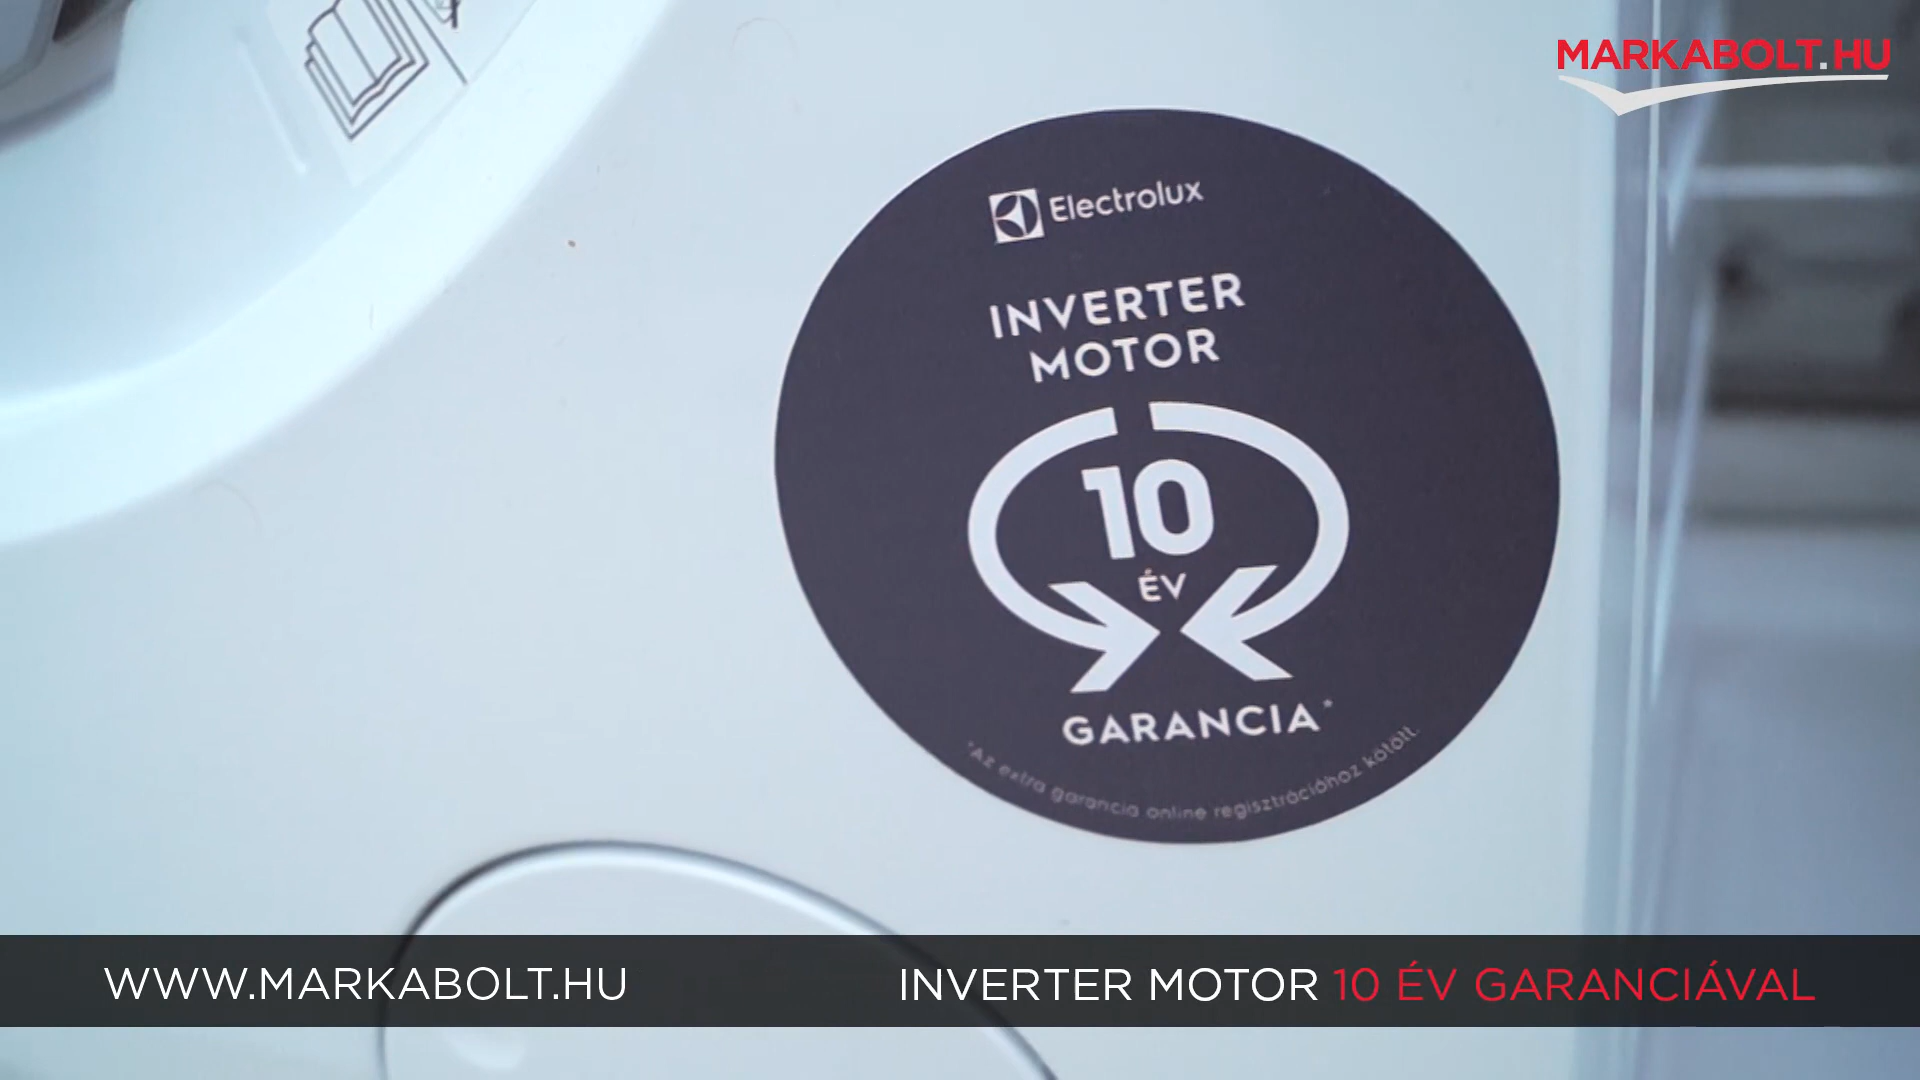 MARKABOLT.HU
Electrolux
INVERTER
MOTOR
10
ÉV
GARANCIA*
*Az extra garancia online regisztrációhoz kötött.
WWW.MARKABOLT.HU
INVERTER MOTOR 10 ÉV GARANCIÁVAL